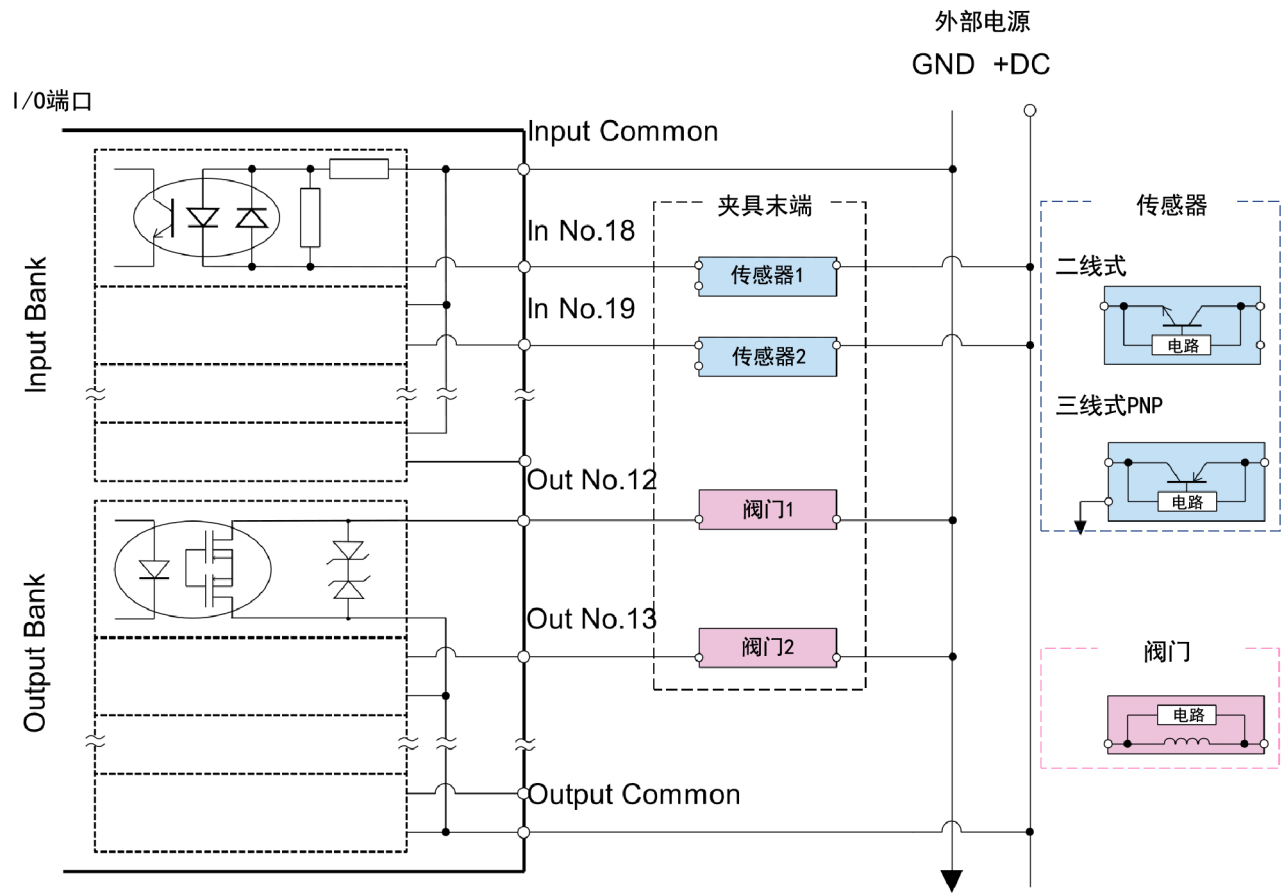 外部电源
GND +DC
I/O端口
Input Common
夹具末端
传感器
In No.18
二线式
传感器1
Input Bank
In No.19
电路
传感器2
三线式PNP
Out No.12
电路
阀门1
Output Bank
Out No.13
阀门2
阀门
电路
Output Common